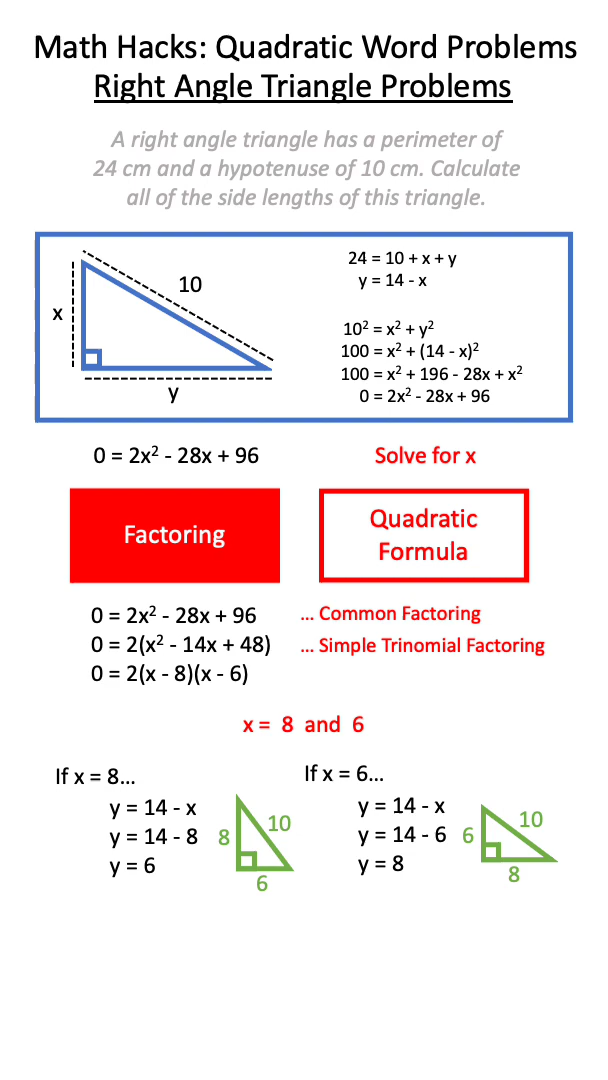 Math Hacks: Quadratic Word Problems
Right Angle Triangle Problems
A right angle triangle has a perimeter of
24 cm and a hypotenuse of 10 cm. Calculate
all of the side lengths of this triangle.
10
x
y
24 = 10 + x + y
y = 14 - x
10² = x² + y²
100 = x² + (14 - x)²
100 = x² + 196 - 28x + x²
0 = 2x² - 28x + 96
0 = 2x² - 28x + 96
Solve for x
Factoring
Quadratic
Formula
0 = 2x² - 28x + 96 ... Common Factoring
0 = 2(x² - 14x + 48) ... Simple Trinomial Factoring
0 = 2(x - 8)(x - 6)
x = 8 and 6
If x = 8...
y = 14 - x
y = 14 - 8
y = 6
8
10
6
If x = 6...
y = 14 - x
y = 14 - 6
y = 8
6
10
8